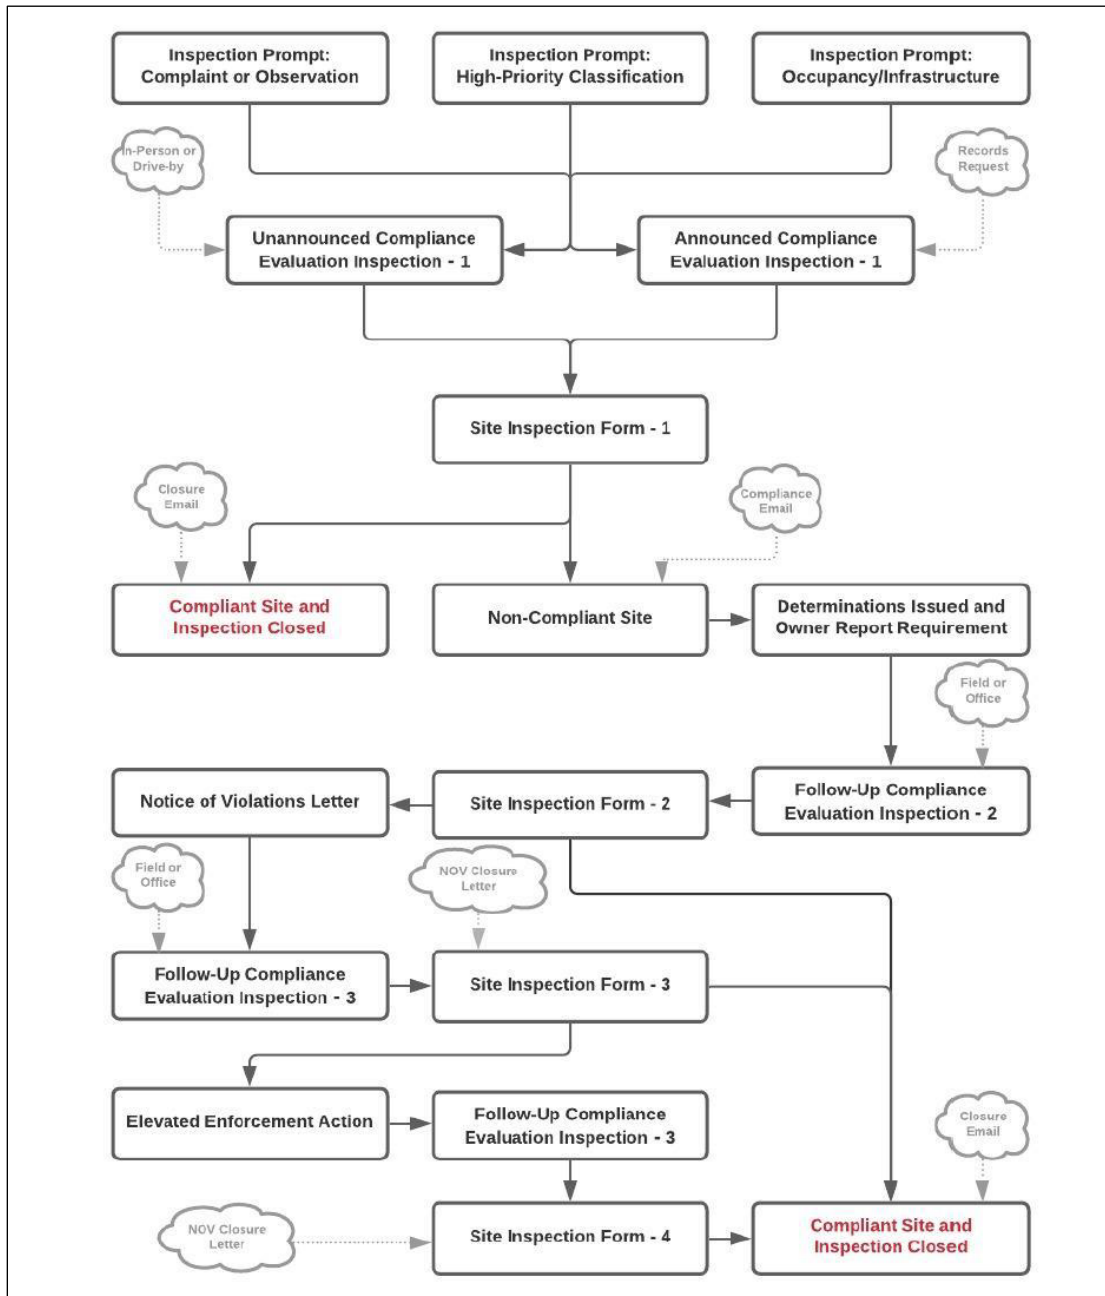 Inspection Prompt:
Complaint or Observation
Inspection Prompt:
High-Priority Classification
Inspection Prompt:
Occupancy/Infrastructure
In-Person or
Drive-by
Records
Request
Unannounced Compliance
Evaluation Inspection - 1
Announced Compliance
Evaluation Inspection - 1
Site Inspection Form - 1
Closure
Email
Compliance
Email
Compliant Site and
Inspection Closed
Non-Compliant Site
Determinations Issued and
Owner Report Requirement
Field or
Office
Notice of Violations Letter
Site Inspection Form - 2
Follow-Up Compliance
Evaluation Inspection - 2
Field or
Office
NOV Closure
Letter
Follow-Up Compliance
Evaluation Inspection - 3
Site Inspection Form - 3
Elevated Enforcement Action
Follow-Up Compliance
Evaluation Inspection - 3
Closure
Email
NOV Closure
Letter
Site Inspection Form - 4
Compliant Site and
Inspection Closed